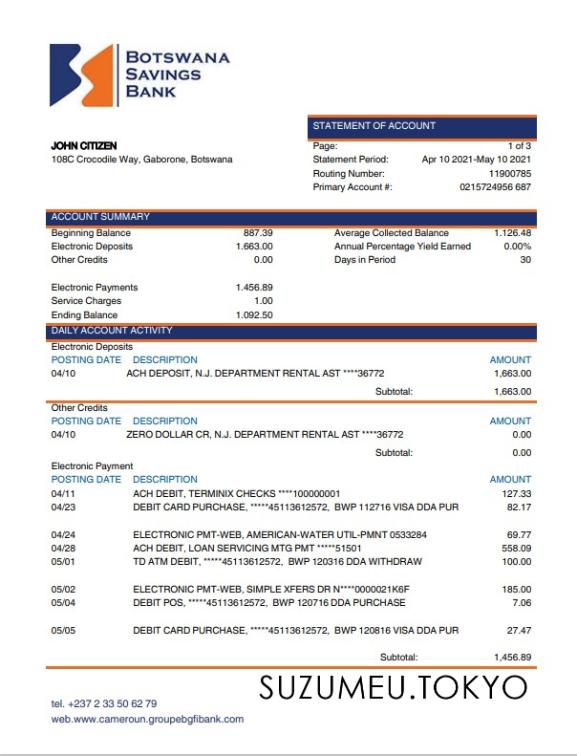 BOTSWANA
SAVINGS
BANK
STATEMENT OF ACCOUNT
JOHN CITIZEN
108C Crocodile Way, Gaborone, Botswana
Page: 1 of 3
Statement Period: Apr 10 2021-May 10 2021
Routing Number: 11900785
Primary Account #: 0215724956 687
ACCOUNT SUMMARY
Beginning Balance 887.39 Average Collected Balance 1.126.48
Electronic Deposits 1.663.00 Annual Percentage Yield Earned 0.00%
Other Credits 0.00 Days in Period 30
Electronic Payments 1.456.89
Service Charges 1.00
Ending Balance 1.092.50
DAILY ACCOUNT ACTIVITY
Electronic Deposits
POSTING DATE DESCRIPTION AMOUNT
04/10 ACH DEPOSIT, N.J. DEPARTMENT RENTAL AST ****36772 1,663.00
Subtotal: 1,663.00
Other Credits
POSTING DATE DESCRIPTION AMOUNT
04/10 ZERO DOLLAR CR, N.J. DEPARTMENT RENTAL AST ****36772 0.00
Subtotal: 0.00
Electronic Payment
POSTING DATE DESCRIPTION AMOUNT
04/11 ACH DEBIT, TERMINIX CHECKS ****100000001 127.33
04/23 DEBIT CARD PURCHASE, *****45113612572, BWP 112716 VISA DDA PUR 82.17
04/24 ELECTRONIC PMT-WEB, AMERICAN-WATER UTIL-PMNT 0533284 69.77
04/28 ACH DEBIT, LOAN SERVICING MTG PMT *****51501 558.09
05/01 TD ATM DEBIT, *****45113612572, BWP 120316 DDA WITHDRAW 100.00
05/02 ELECTRONIC PMT-WEB, SIMPLE XFERS DR N****0000021K6F 185.00
05/04 DEBIT POS, *****45113612572, BWP 120716 DDA PURCHASE 7.06
05/05 DEBIT CARD PURCHASE, *****45113612572, BWP 120816 VISA DDA PUR 27.47
Subtotal: 1,456.89
SUZUMEU.TOKYO
tel. +237 2 33 50 62 79
web.www.cameroun.groupebgfibank.com